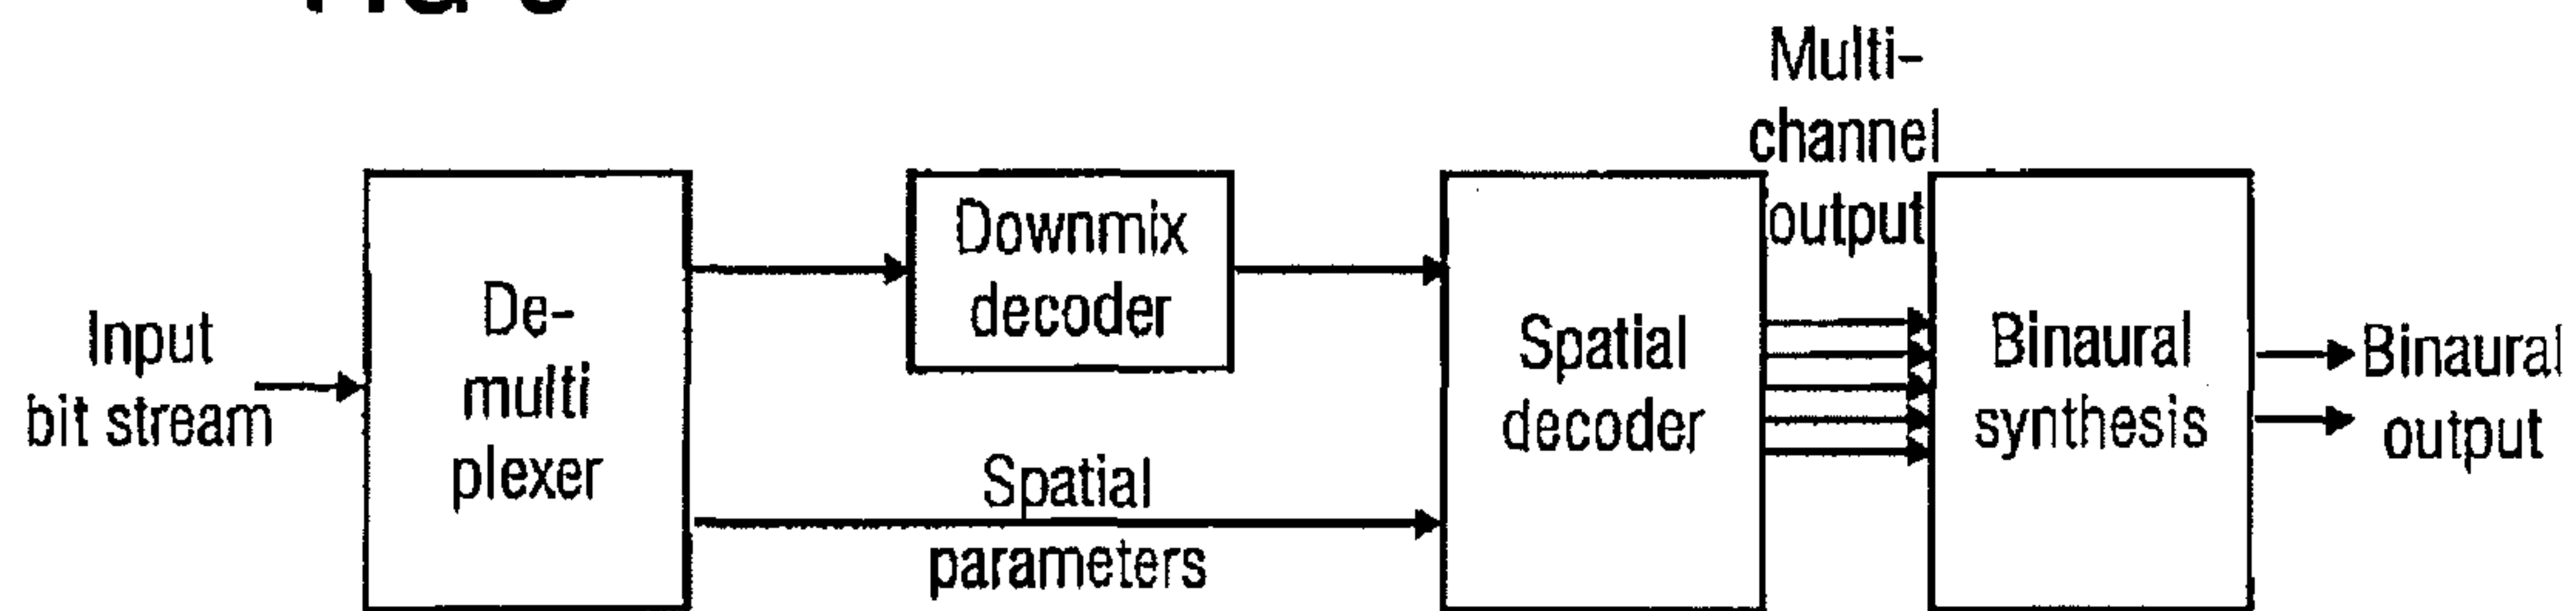 Input
bit stream
De-
multi
plexer
Downmix
decoder
Spatial
parameters
Spatial
decoder
Multi-
channel
output
Binaural
synthesis
Binaural
output